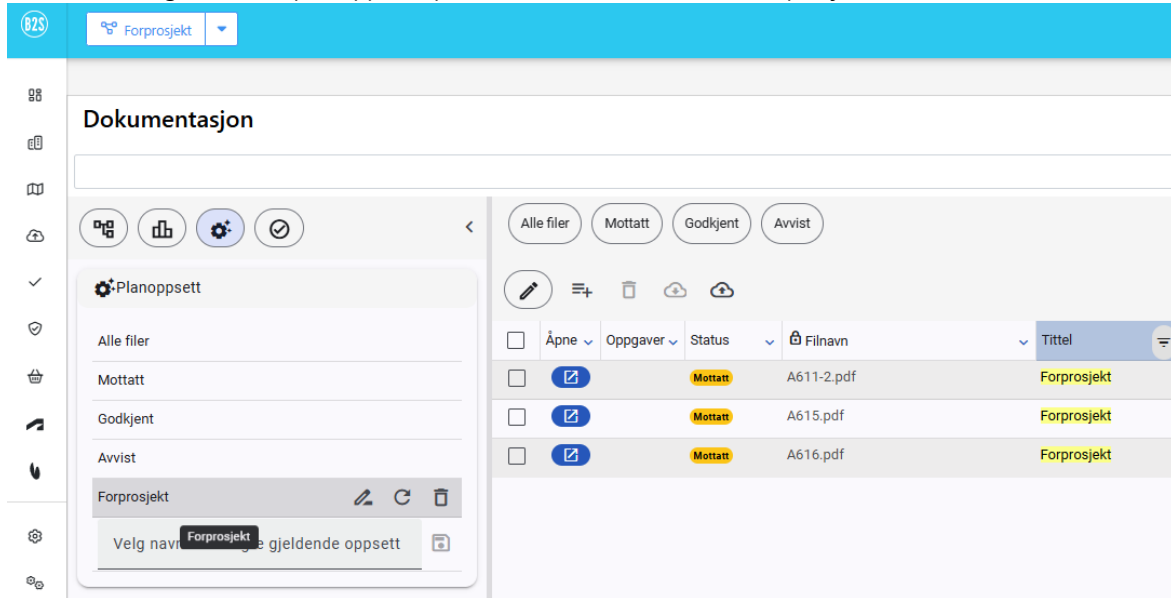 B2S
Forprosjekt
Dokumentasjon
Alle filer Mottatt Godkjent Avvist
Planoppsett
Alle filer
Mottatt
Godkjent
Avvist
Forprosjekt
Velg navn gjeldende oppsett
Forprosjekt
Åpne Oppgaver Status Filnavn Tittel
Mottatt A611-2.pdf Forprosjekt
Mottatt A615.pdf Forprosjekt
Mottatt A616.pdf Forprosjekt